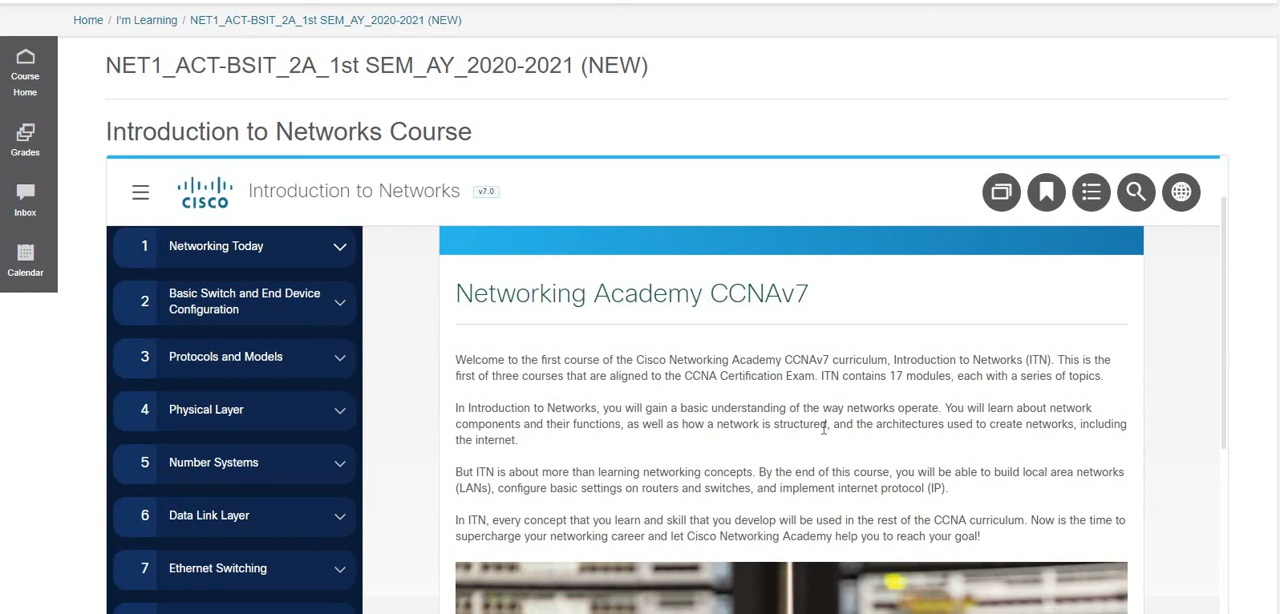 Home / I'm Learning / NET1_ACT-BSIT_2A_1st SEM_AY_2020-2021 (NEW)
Course
Home
Grades
Inbox
Calendar
NET1_ACT-BSIT_2A_1st SEM_AY_2020-2021 (NEW)
Introduction to Networks Course
CISCO
Introduction to Networks v7.0
1 Networking Today
2 Basic Switch and End Device
Configuration
3 Protocols and Models
4 Physical Layer
5 Number Systems
6 Data Link Layer
7 Ethernet Switching
Networking Academy CCNAv7
Welcome to the first course of the Cisco Networking Academy CCNAv7 curriculum, Introduction to Networks (ITN). This is the
first of three courses that are aligned to the CCNA Certification Exam. ITN contains 17 modules, each with a series of topics.
In Introduction to Networks, you will gain a basic understanding of the way networks operate. You will learn about network
components and their functions, as well as how a network is structured, and the architectures used to create networks, including
the internet.
But ITN is about more than learning networking concepts. By the end of this course, you will be able to build local area networks
(LANs), configure basic settings on routers and switches, and implement internet protocol (IP).
In ITN, every concept that you learn and skill that you develop will be used in the rest of the CCNA curriculum. Now is the time to
supercharge your networking career and let Cisco Networking Academy help you to reach your goal!